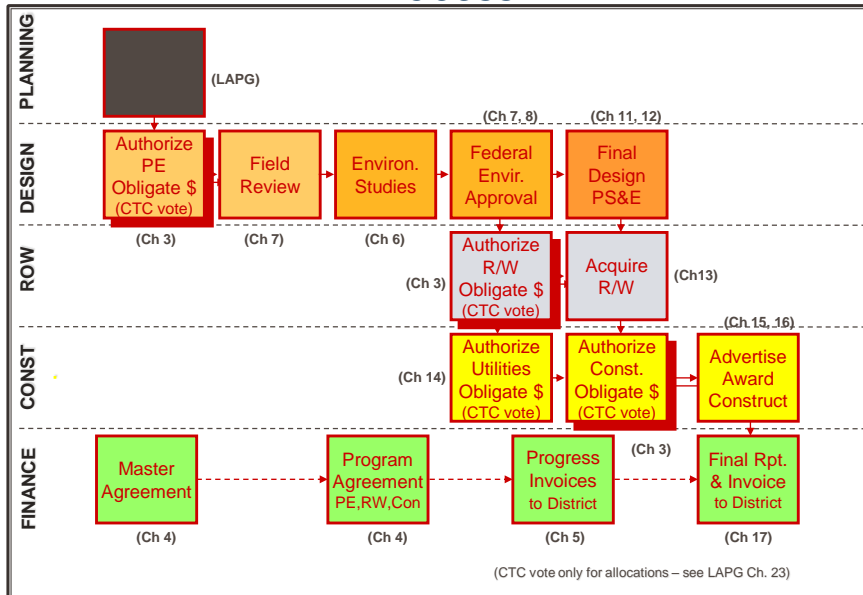 PLANNING
(LAPG)
(Ch 7, 8)
(Ch 11, 12)
DESIGN
Authorize
PE
Obligate $
(CTC vote)
Field
Review
Environ.
Studies
Federal
Envir.
Approval
Final
Design
PS&E
(Ch 3)
(Ch 7)
(Ch 6)
ROW
(Ch 3)
Authorize
R/W
Obligate $
(CTC vote)
Acquire
R/W
(Ch13)
(Ch 15, 16)
CONST
(Ch 14)
Authorize
Utilities
Obligate $
(CTC vote)
Authorize
Const.
Obligate $
(CTC vote)
Advertise
Award
Construct
(Ch 3)
FINANCE
Master
Agreement
Program
Agreement
PE,RW,Con
Progress
Invoices
to District
Final Rpt.
& Invoice
to District
(Ch 4)
(Ch 4)
(Ch 5)
(Ch 17)
(CTC vote only for allocations – see LAPG Ch. 23)